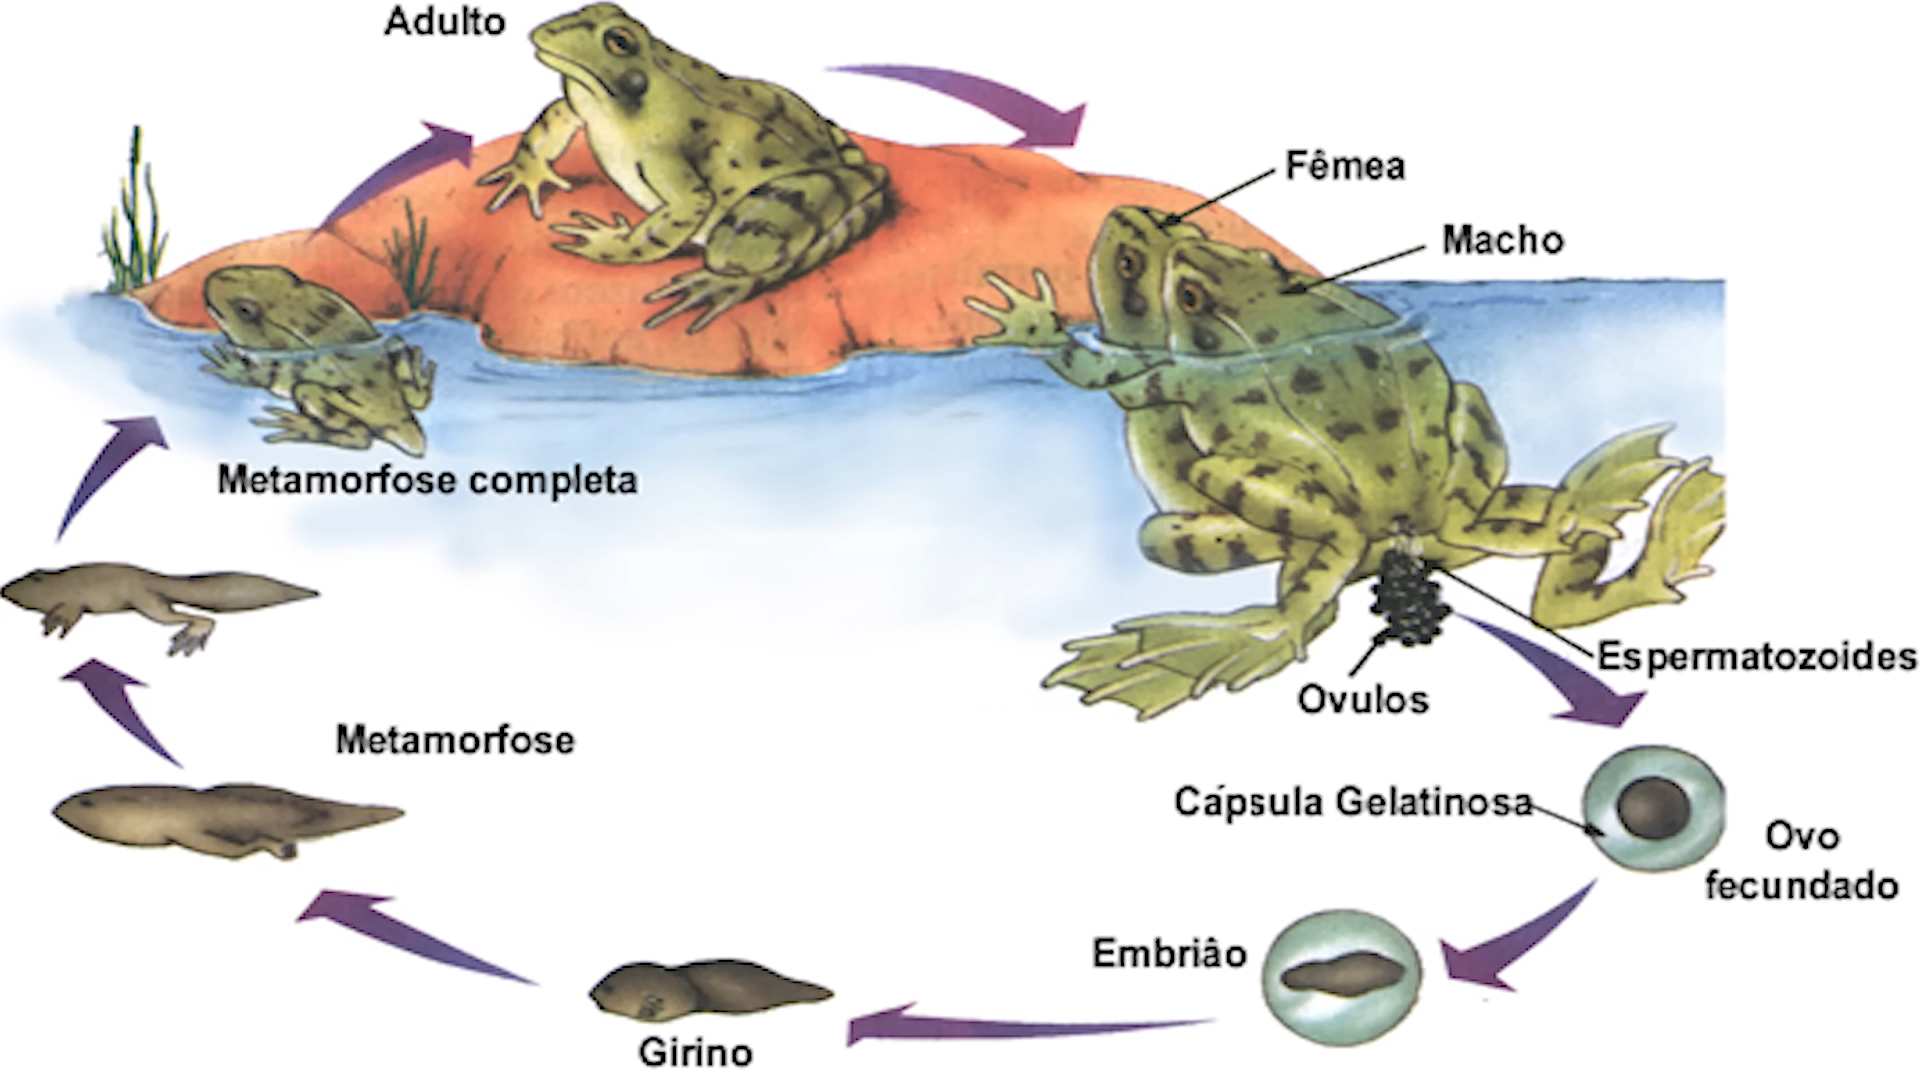 Adulto
Fêmea
Macho
Metamorfose completa
Espermatozoides
Ovulos
Metamorfose
Cápsula Gelatinosa
Ovo
fecundado
Embriâo
Girino